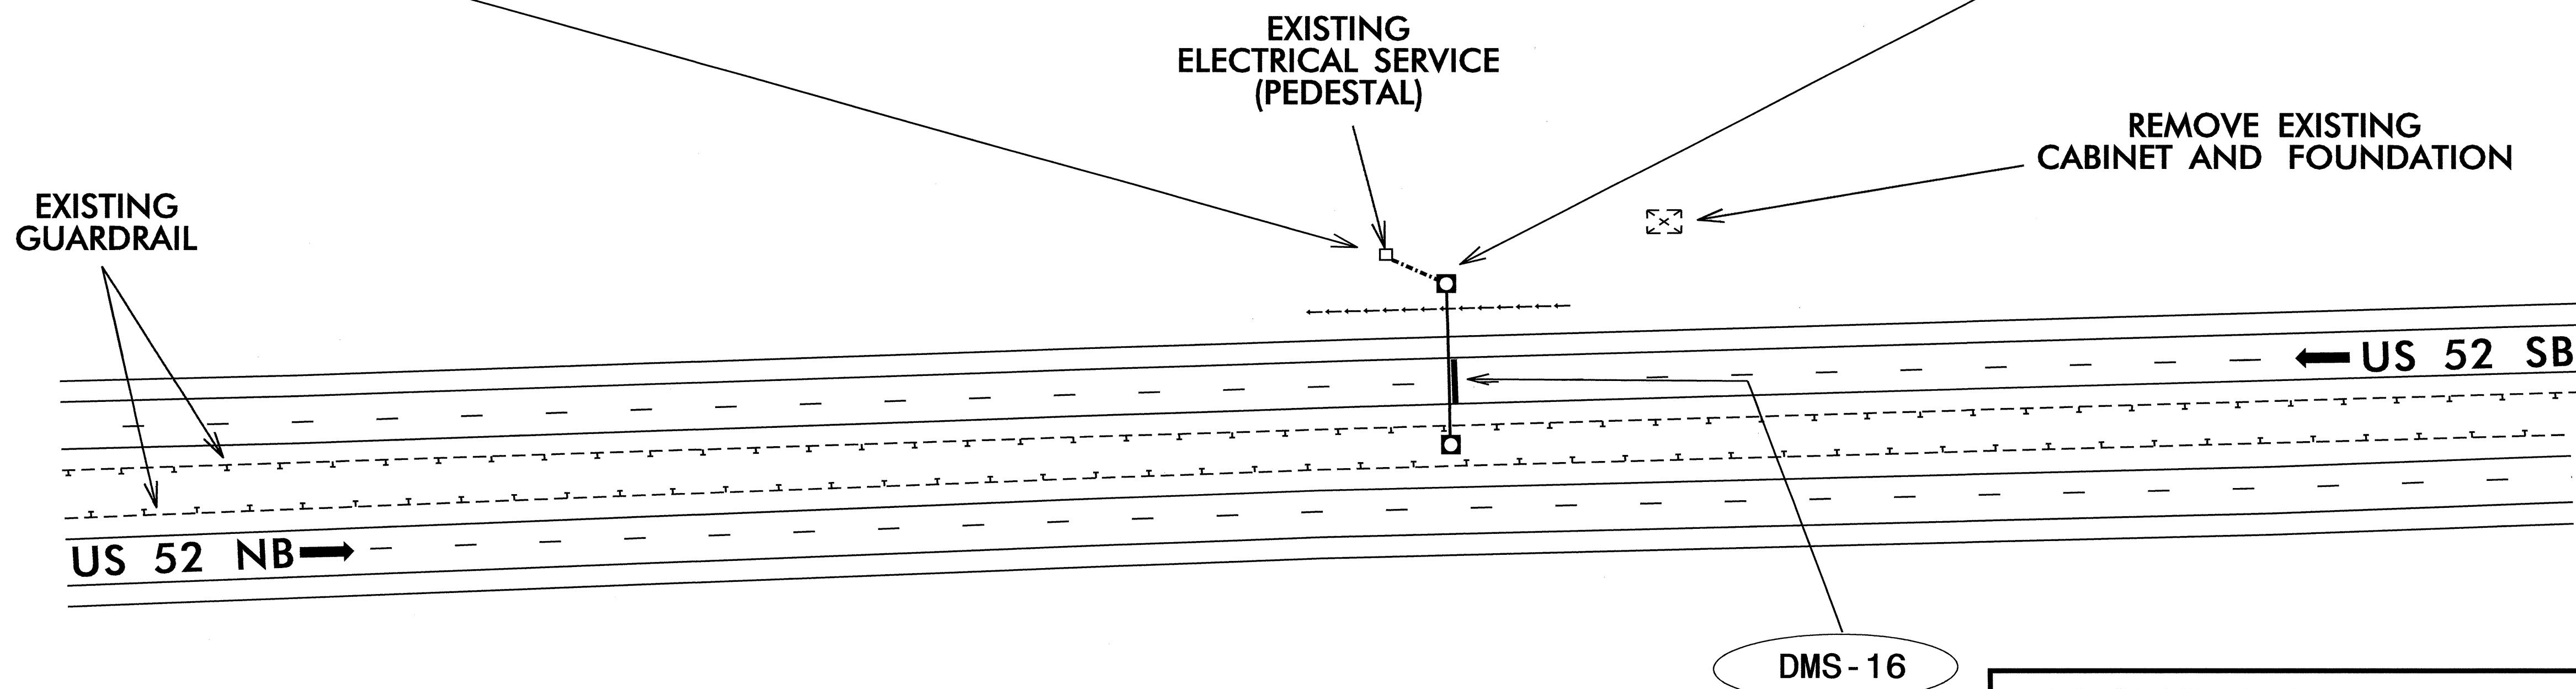 EXISTING
ELECTRICAL SERVICE
(PEDESTAL)
REMOVE EXISTING
CABINET AND FOUNDATION
EXISTING
GUARDRAIL
US 52 SB
US 52 NB
DMS-16